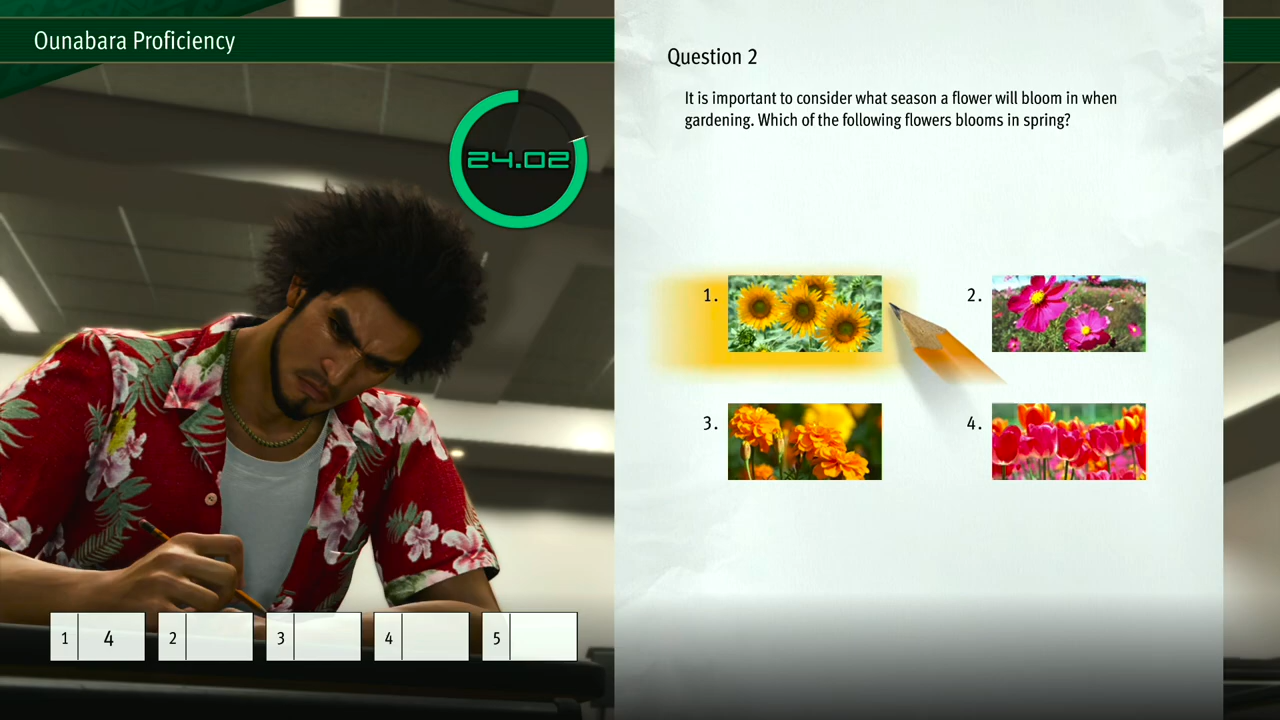 Ounabara Proficiency
24.02
Question 2
It is important to consider what season a flower will bloom in when
gardening. Which of the following flowers blooms in spring?
1.
2.
3.
4.
1 4 2 3 4 5